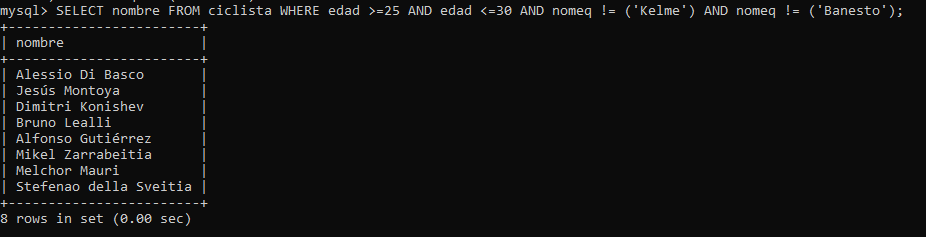 mysql> SELECT nombre FROM ciclista WHERE edad >=25 AND edad <=30 AND nomeq != ('Kelme') AND nomeq != ('Banesto');
+------------------------+
| nombre                 |
+------------------------+
| Alessio Di Basco       |
| Jesús Montoya          |
| Dimitri Konishev       |
| Bruno Lealli           |
| Alfonso Gutiérrez      |
| Mikel Zarrabeitia      |
| Melchor Mauri          |
| Stefenao della Sveitia |
+------------------------+
8 rows in set (0.00 sec)